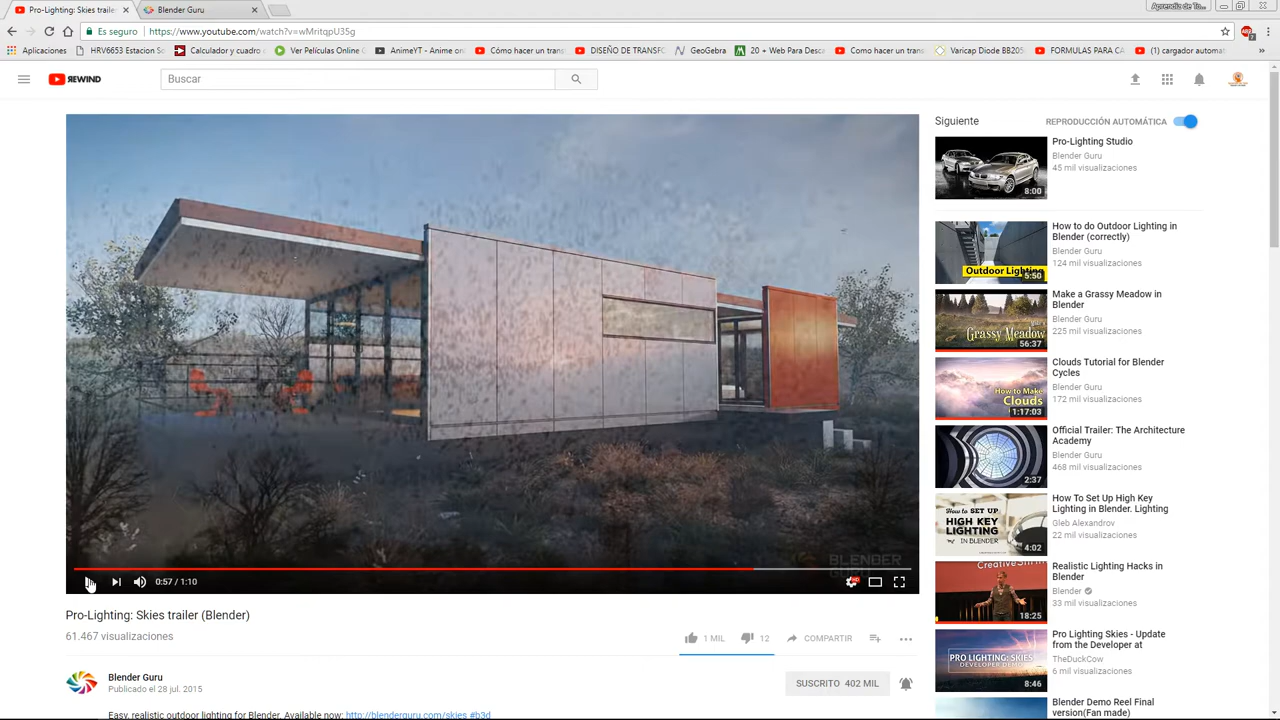 Pro-Lighting: Skies trailer
Blender Guru
Aprendiz de To...
Es seguro
https://www.youtube.com/watch?v=wMritqpU35g
Aplicaciones
HRV6653 Estacion So
Calculador y cuadro c
Ver Películas Online G
AnimeYT - Anime onl
Cómo hacer un trans
DISEÑO DE TRANSFO
GeoGebra
20 + Web Para Desca
Como hacer un trans
Varicap Diode BB205
FORMULAS PARA CA
(1) cargador automat
REWIND
Buscar
Siguiente
REPRODUCCIÓN AUTOMÁTICA
Pro-Lighting Studio
Blender Guru
45 mil visualizaciones
8:00
How to do Outdoor Lighting in
Blender (correctly)
Blender Guru
124 mil visualizaciones
Outdoor Lighting
5:50
Make a Grassy Meadow in
Blender
Blender Guru
225 mil visualizaciones
Grassy Meadow
56:37
Clouds Tutorial for Blender
Cycles
Blender Guru
172 mil visualizaciones
How to Make
Clouds
1:17:03
Official Trailer: The Architecture
Academy
Blender Guru
468 mil visualizaciones
2:37
How To Set Up High Key
Lighting in Blender. Lighting
Gleb Alexandrov
22 mil visualizaciones
How to SET UP
HIGH KEY
LIGHTING
IN BLENDER
4:02
Realistic Lighting Hacks in
Blender
Blender
33 mil visualizaciones
18:25
Pro Lighting Skies - Update
from the Developer at
TheDuckCow
6 mil visualizaciones
PRO LIGHTING: SKIES
DEVELOPER DEMO
8:46
Blender Demo Reel Final
version(Fan made)
BLENDER
0:57 / 1:10
HD
Pro-Lighting: Skies trailer (Blender)
61.467 visualizaciones
1 MIL
12
COMPARTIR
Blender Guru
Publicado el 28 jul. 2015
SUSCRITO 402 MIL
Easy, realistic outdoor lighting for Blender. Available now: http://blenderguru.com/skies #b3d